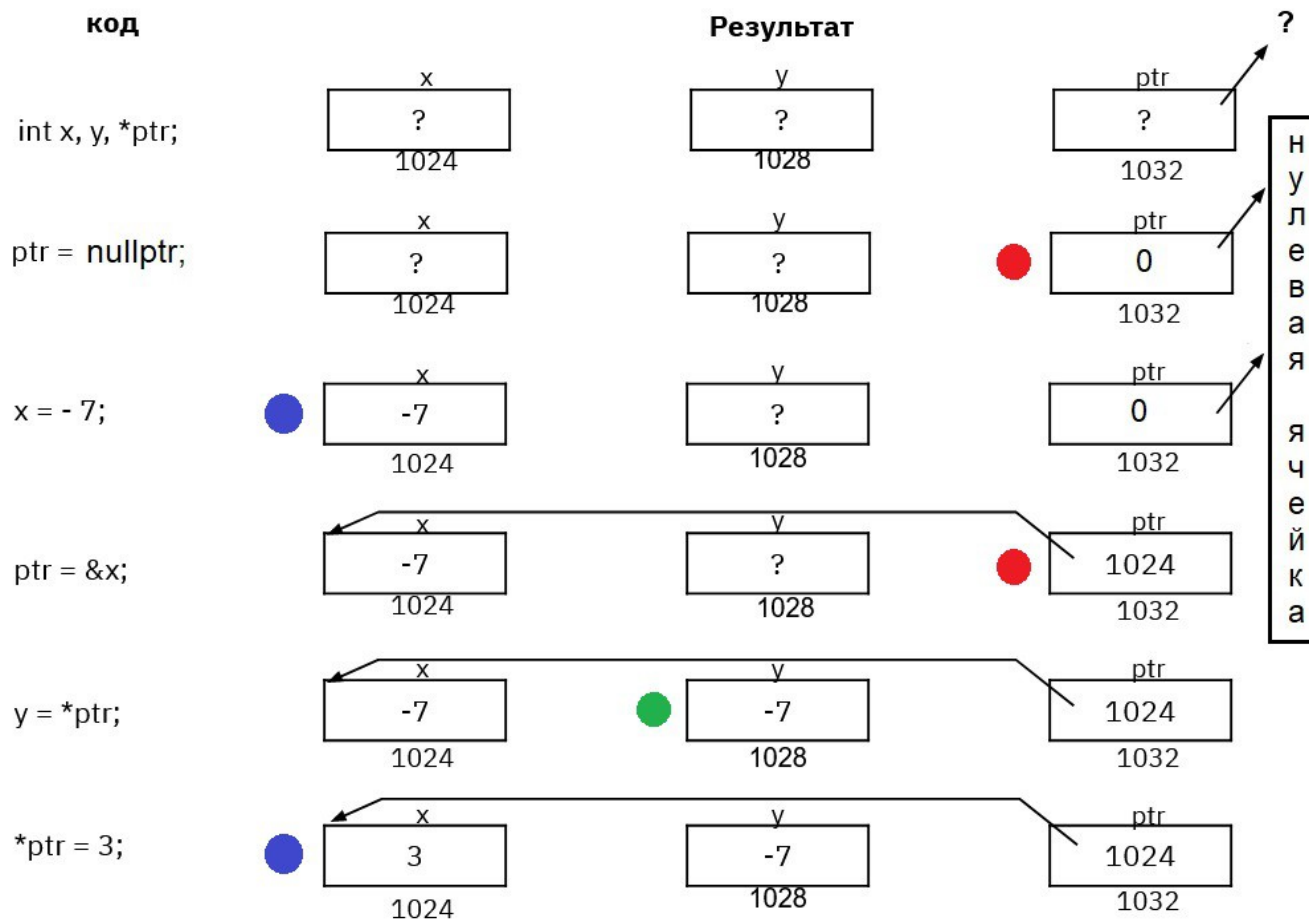 код Результат ?
x y ptr
int x, y, *ptr; ? ? ?
1024 1028 1032
x y ptr
ptr = nullptr; ? ? 0
1024 1028 1032
x y ptr
x = - 7; -7 ? 0
1024 1028 1032
x y ptr
ptr = &x; -7 ? 1024
1024 1028 1032
x y ptr
y = *ptr; -7 -7 1024
1024 1028 1032
x y ptr
*ptr = 3; 3 -7 1024
1024 1028 1032
нулевая ячейка